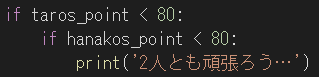 if taros_point < 80:
    if hanakos_point < 80:
        print('2人とも頑張ろう…')